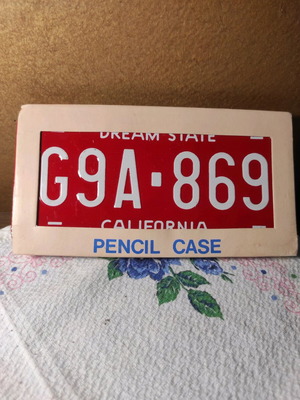 DREAM STATE
G9A·869
CALIFORNIA
PENCIL CASE